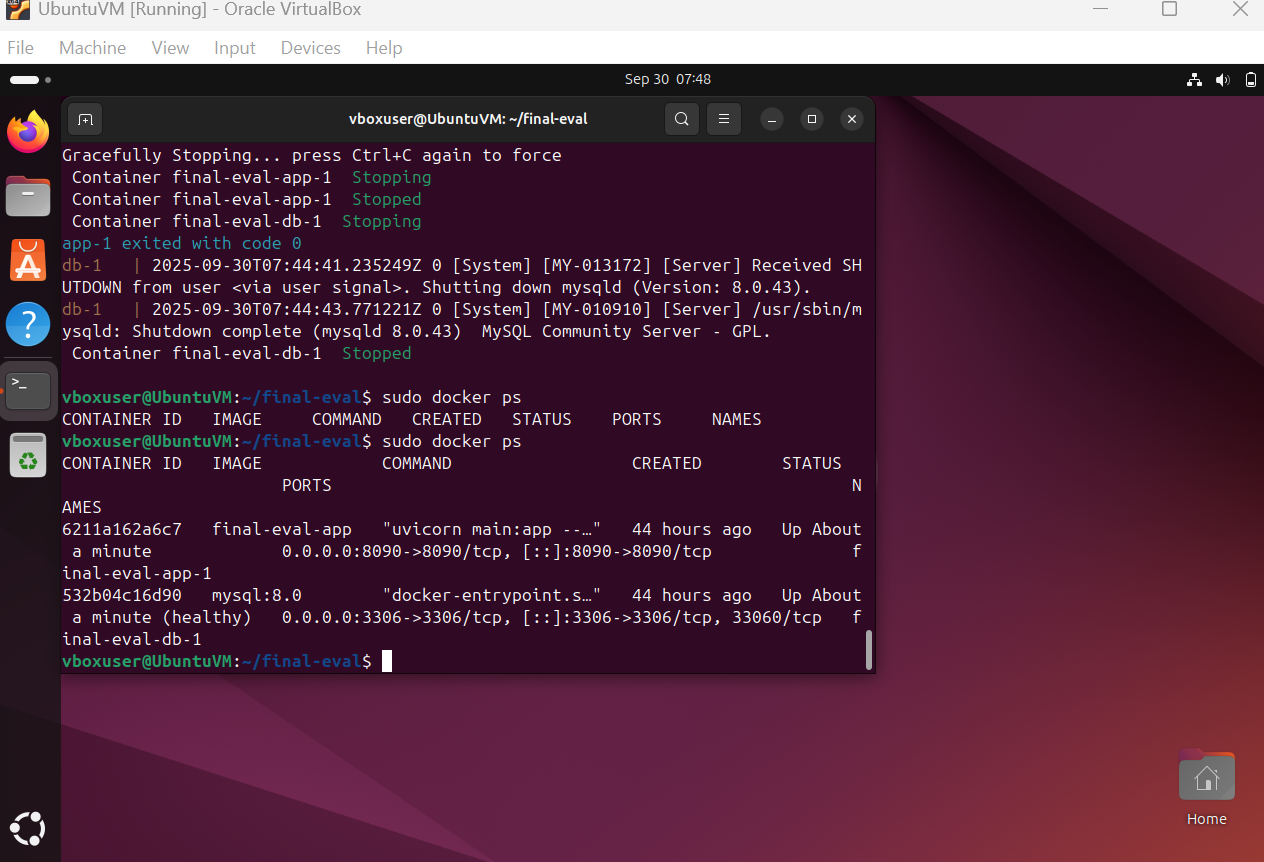 UbuntuVM [Running] - Oracle VirtualBox
File Machine View Input Devices Help
Sep 30 07:48
vboxuser@UbuntuVM: ~/final-eval
Gracefully Stopping... press Ctrl+C again to force
 Container final-eval-app-1  Stopping
 Container final-eval-app-1  Stopped
 Container final-eval-db-1  Stopping
app-1 exited with code 0
db-1   | 2025-09-30T07:44:41.235249Z 0 [System] [MY-013172] [Server] Received SH
UTDOWN from user <via user signal>. Shutting down mysqld (Version: 8.0.43).
db-1   | 2025-09-30T07:44:43.771221Z 0 [System] [MY-010910] [Server] /usr/sbin/m
ysqld: Shutdown complete (mysqld 8.0.43)  MySQL Community Server - GPL.
 Container final-eval-db-1  Stopped
vboxuser@UbuntuVM:~/final-eval$ sudo docker ps
CONTAINER ID   IMAGE     COMMAND   CREATED   STATUS    PORTS     NAMES
vboxuser@UbuntuVM:~/final-eval$ sudo docker ps
CONTAINER ID   IMAGE            COMMAND                  CREATED        STATUS
                      PORTS                                                    N
AMES
6211a162a6c7   final-eval-app   "uvicorn main:app --…"   44 hours ago   Up About
 a minute             0.0.0.0:8090->8090/tcp, [::]:8090->8090/tcp              f
inal-eval-app-1
532b04c16d90   mysql:8.0        "docker-entrypoint.s…"   44 hours ago   Up About
 a minute (healthy)   0.0.0.0:3306->3306/tcp, [::]:3306->3306/tcp, 33060/tcp   f
inal-eval-db-1
vboxuser@UbuntuVM:~/final-eval$
Home